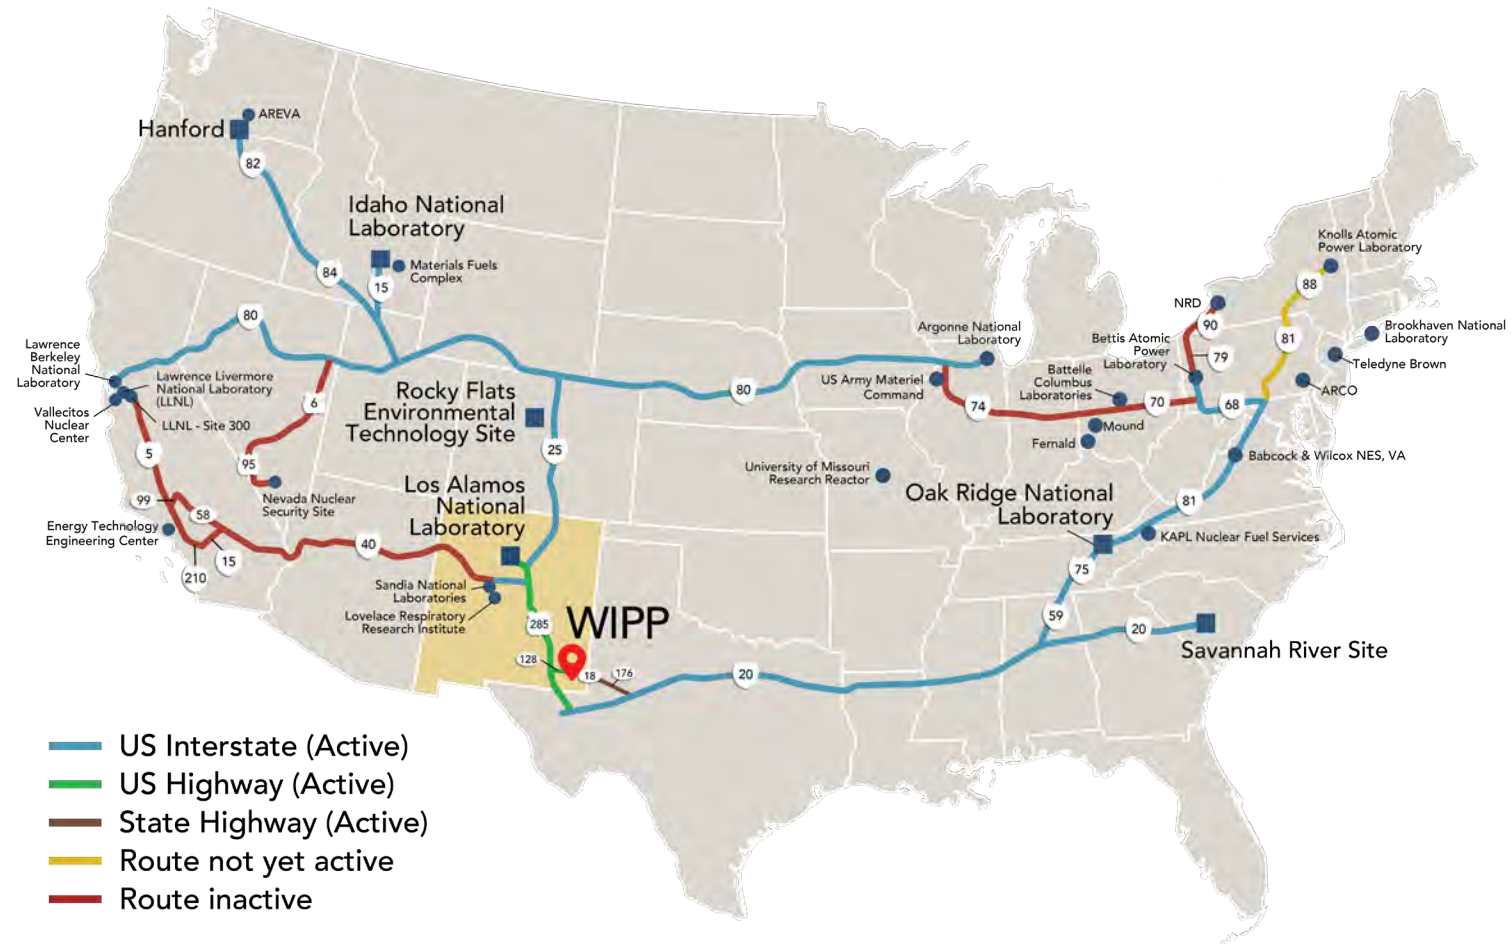 AREVA
Hanford
82
Idaho National
Laboratory
Materials Fuels
Complex
84
15
80
Lawrence
Berkeley
National
Laboratory
Lawrence Livermore
National Laboratory
(LLNL)
Vallecitos
Nuclear
Center
LLNL - Site 300
6
5
95
Nevada Nuclear
Security Site
99
58
Energy Technology
Engineering Center
15
210
40
Rocky Flats
Environmental
Technology Site
25
Los Alamos
National
Laboratory
Sandia National
Laboratories
Lovelace Respiratory
Research Institute
285
WIPP
128
18
176
20
80
Argonne National
Laboratory
US Army Materiel
Command
74
Battelle
Columbus
Laboratories
70
Mound
Fernald
University of Missouri
Research Reactor
Bettis Atomic
Power
Laboratory
NRD
90
79
68
Knolls Atomic
Power Laboratory
88
81
Brookhaven National
Laboratory
Teledyne Brown
ARCO
Babcock & Wilcox NES, VA
81
Oak Ridge National
Laboratory
KAPL Nuclear Fuel Services
75
59
20
Savannah River Site
US Interstate (Active)
US Highway (Active)
State Highway (Active)
Route not yet active
Route inactive